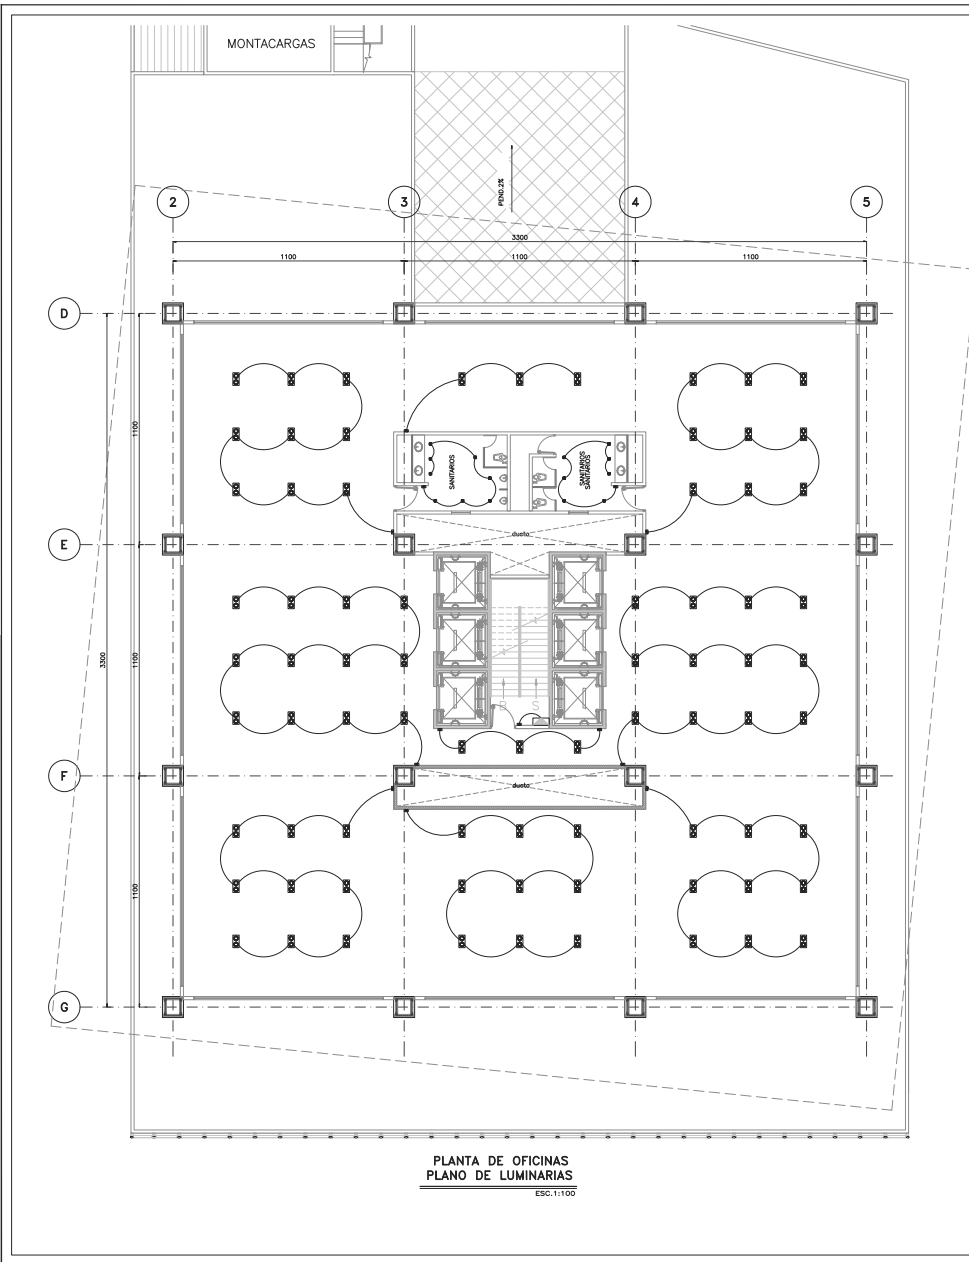 MONTACARGAS
PEND.2%
2
3
4
5
3300
1100
1100
1100
D
1100
SANITARIOS
SANITARIOS
SANITARIOS
E
ducto
3300
1100
B
S
F
ducto
1100
G
PLANTA DE OFICINAS
PLANO DE LUMINARIAS
ESC.1:100